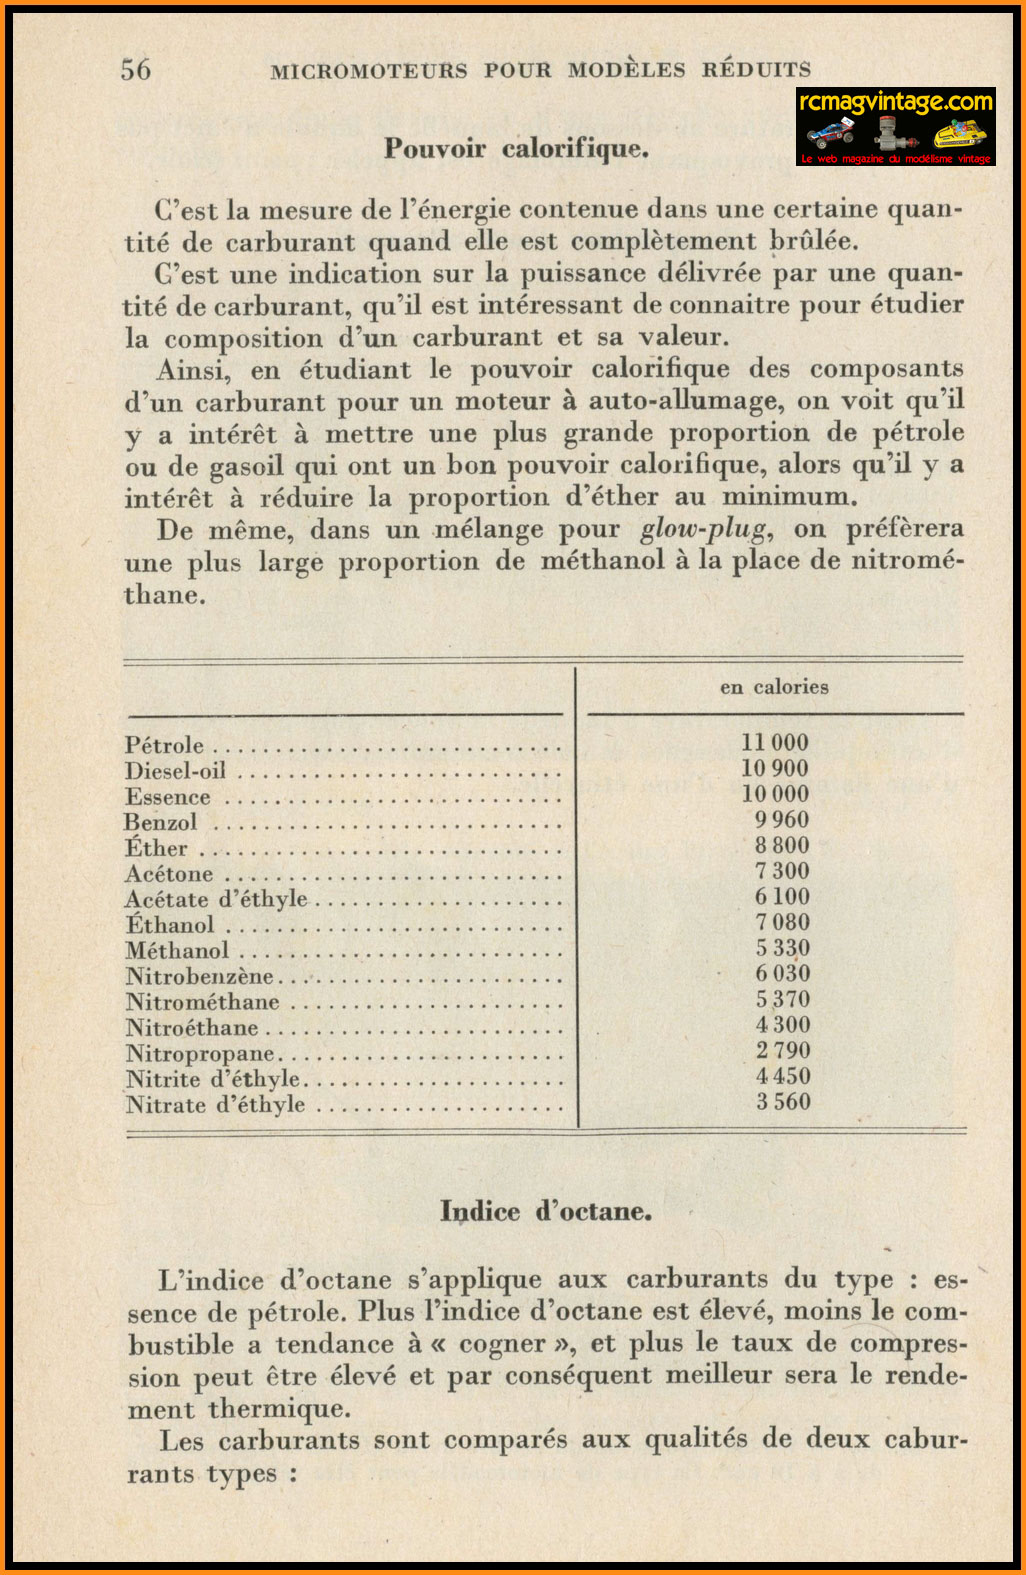 56
MICROMOTEURS POUR MODÈLES RÉDUITS
rcmagvintage.com
Le web magazine du modélisme vintage
Pouvoir calorifique.
C'est la mesure de l'énergie contenue dans une certaine quan-
tité de carburant quand elle est complètement brûlée.
C'est une indication sur la puissance délivrée par une quan-
tité de carburant, qu'il est intéressant de connaitre pour étudier
la composition d'un carburant et sa valeur.
Ainsi, en étudiant le pouvoir calorifique des composants
d'un carburant pour un moteur à auto-allumage, on voit qu'il
y a intérêt à mettre une plus grande proportion de pétrole
ou de gasoil qui ont un bon pouvoir calorifique, alors qu'il y a
intérêt à réduire la proportion d'éther au minimum.
De même, dans un mélange pour glow-plug, on préfèrera
une plus large proportion de méthanol à la place de nitromé-
thane.
en calories
Pétrole ............................ 11 000
Diesel-oil .......................... 10 900
Essence ........................... 10 000
Benzol ............................ 9 960
Éther ............................. 8 800
Acétone ........................... 7 300
Acétate d'éthyle .................... 6 100
Éthanol ........................... 7 080
Méthanol .......................... 5 330
Nitrobenzène ....................... 6 030
Nitrométhane ...................... 5 370
Nitroéthane ........................ 4 300
Nitropropane ....................... 2 790
Nitrite d'éthyle ..................... 4 450
Nitrate d'éthyle .................... 3 560
Indice d'octane.
L'indice d'octane s'applique aux carburants du type : es-
sence de pétrole. Plus l'indice d'octane est élevé, moins le com-
bustible a tendance à « cogner », et plus le taux de compres-
sion peut être élevé et par conséquent meilleur sera le rende-
ment thermique.
Les carburants sont comparés aux qualités de deux cabur-
rants types :